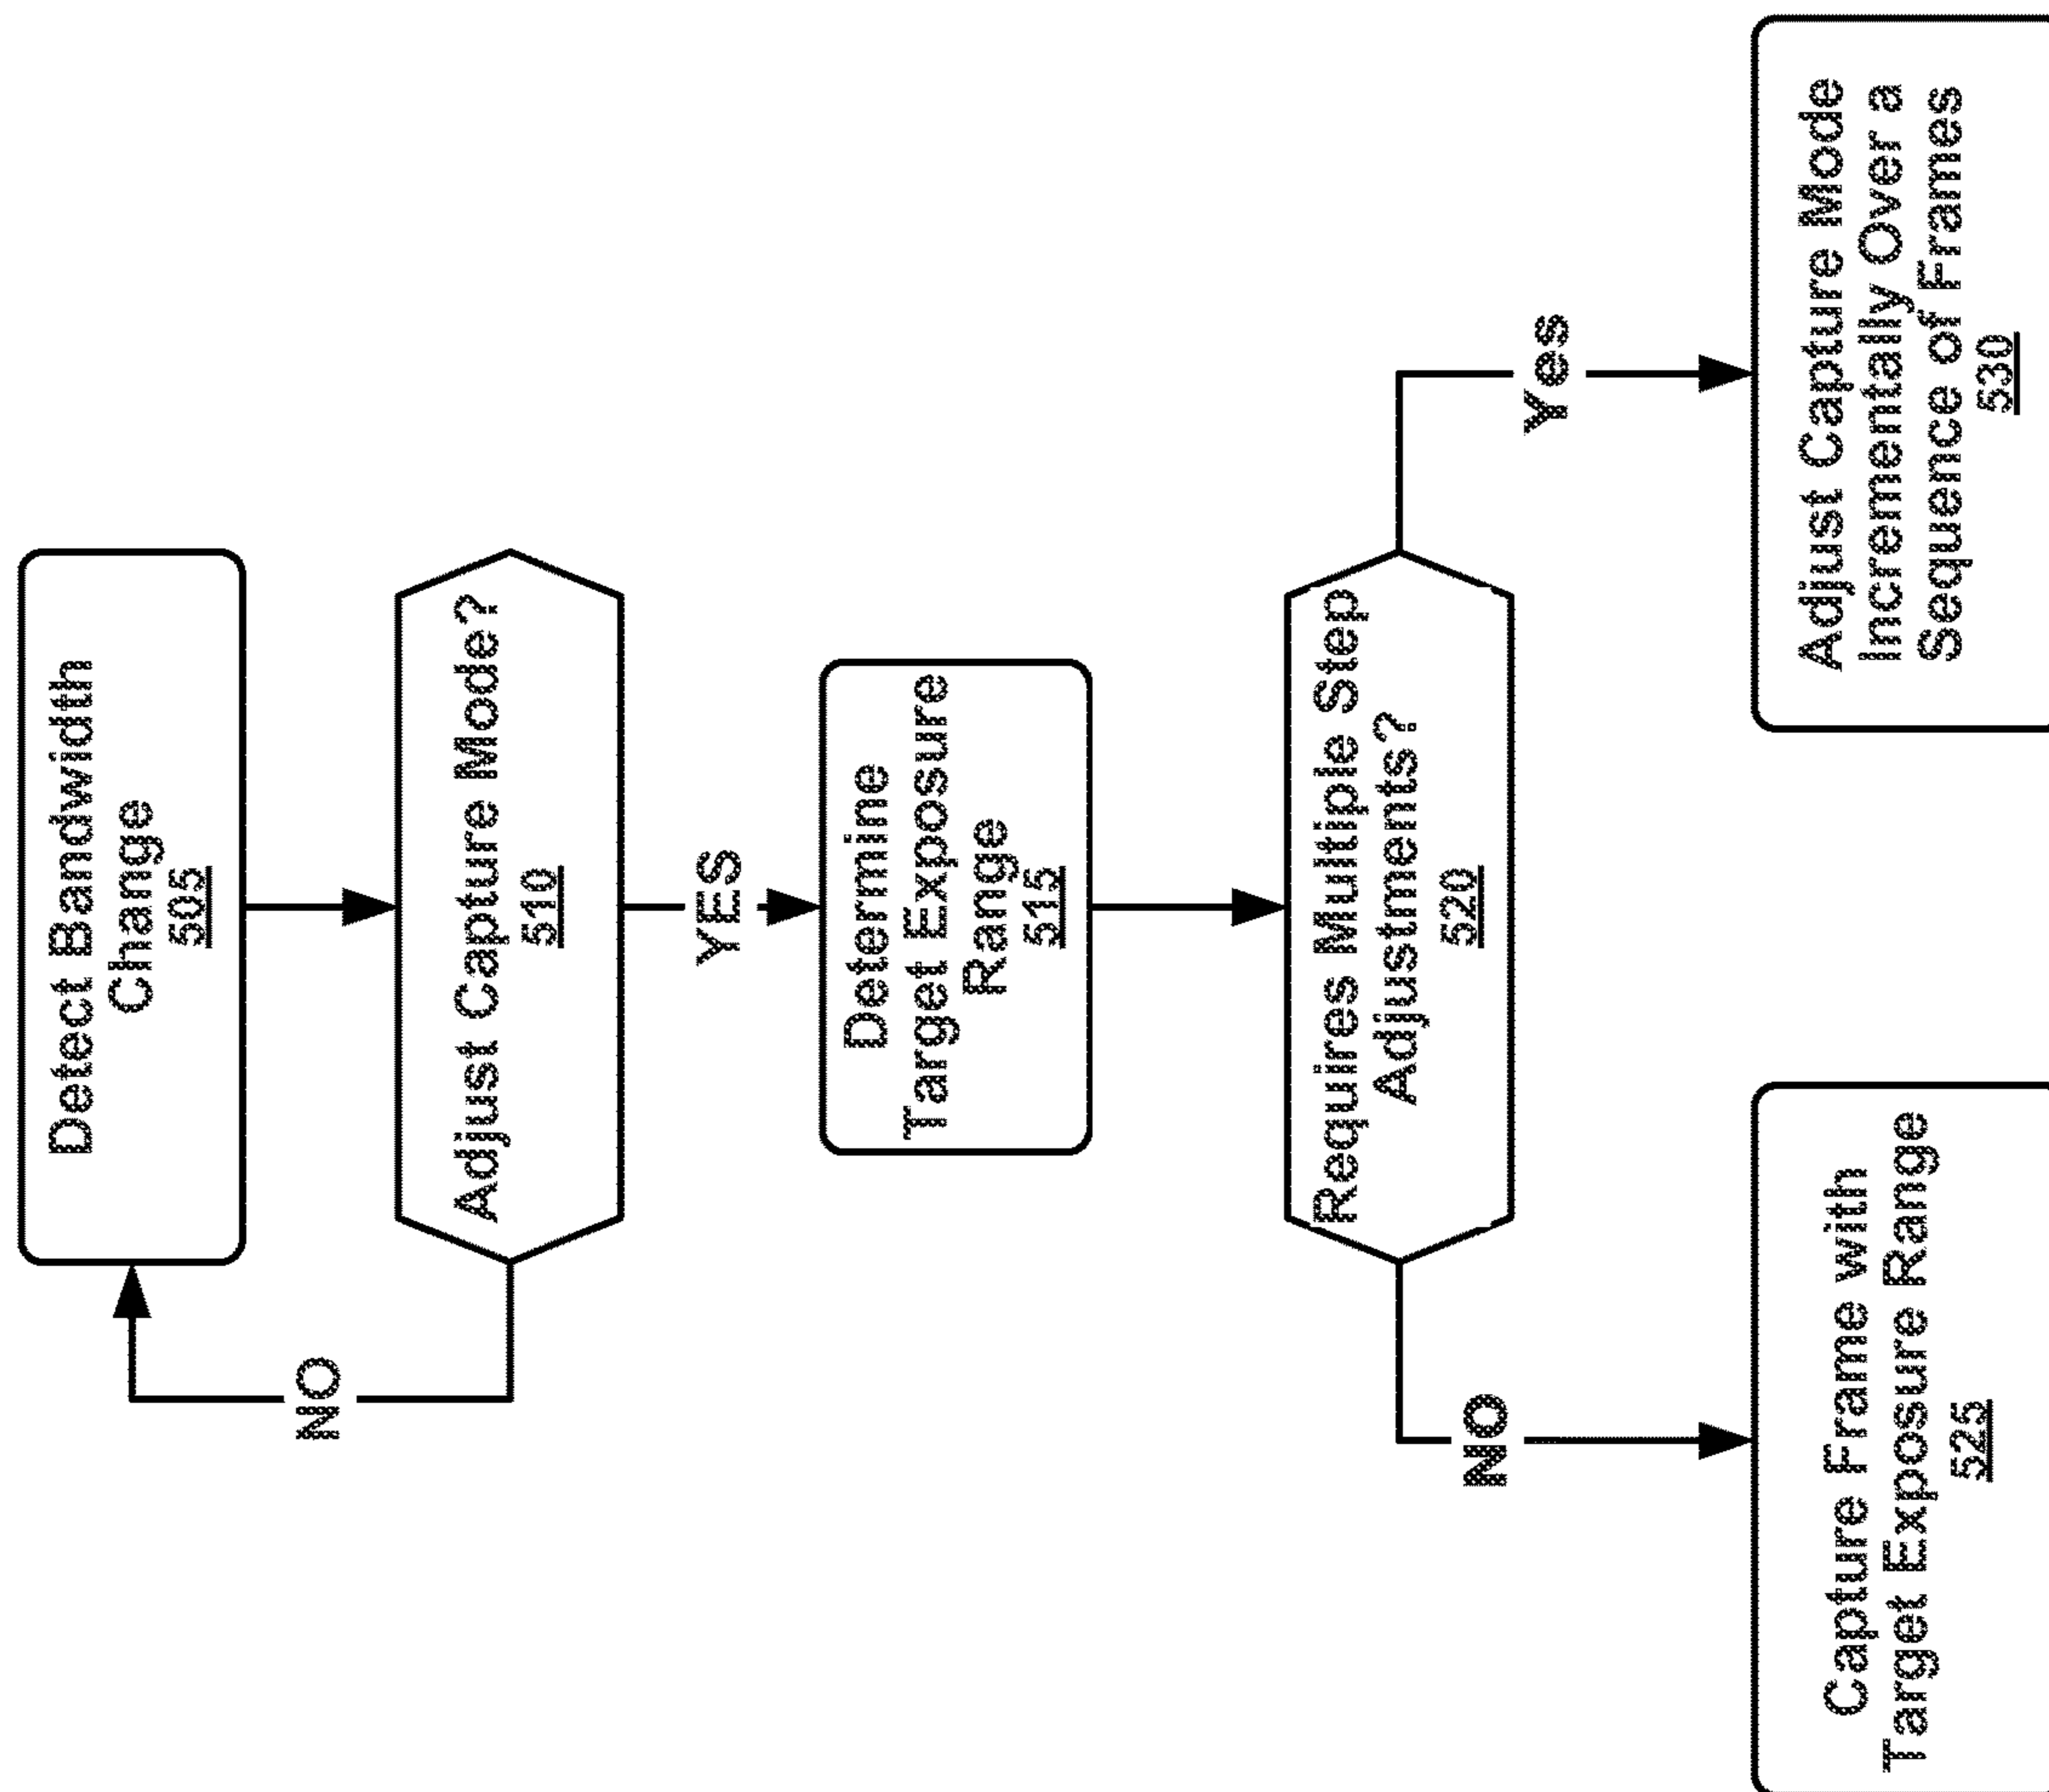 Detect Bandwidth
Change
505
NO
Adjust Capture Mode?
510
YES
Determine
Target Exposure
Range
515
Requires Multiple Step
Adjustments?
520
NO
Yes
Capture Frame with
Target Exposure Range
525
Adjust Capture Mode
Incrementally Over a
Sequence of Frames
530